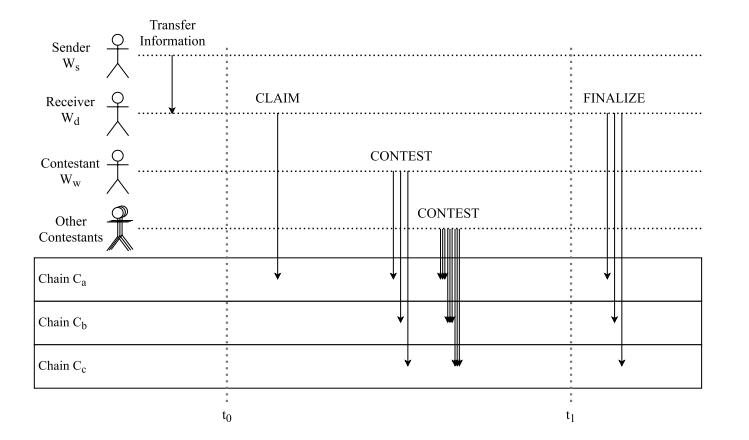 Transfer
Information
Sender
Ws
Receiver
Wd
CLAIM
FINALIZE
Contestant
Ww
CONTEST
Other
Contestants
CONTEST
Chain Ca
Chain Cb
Chain Cc
t0
t1